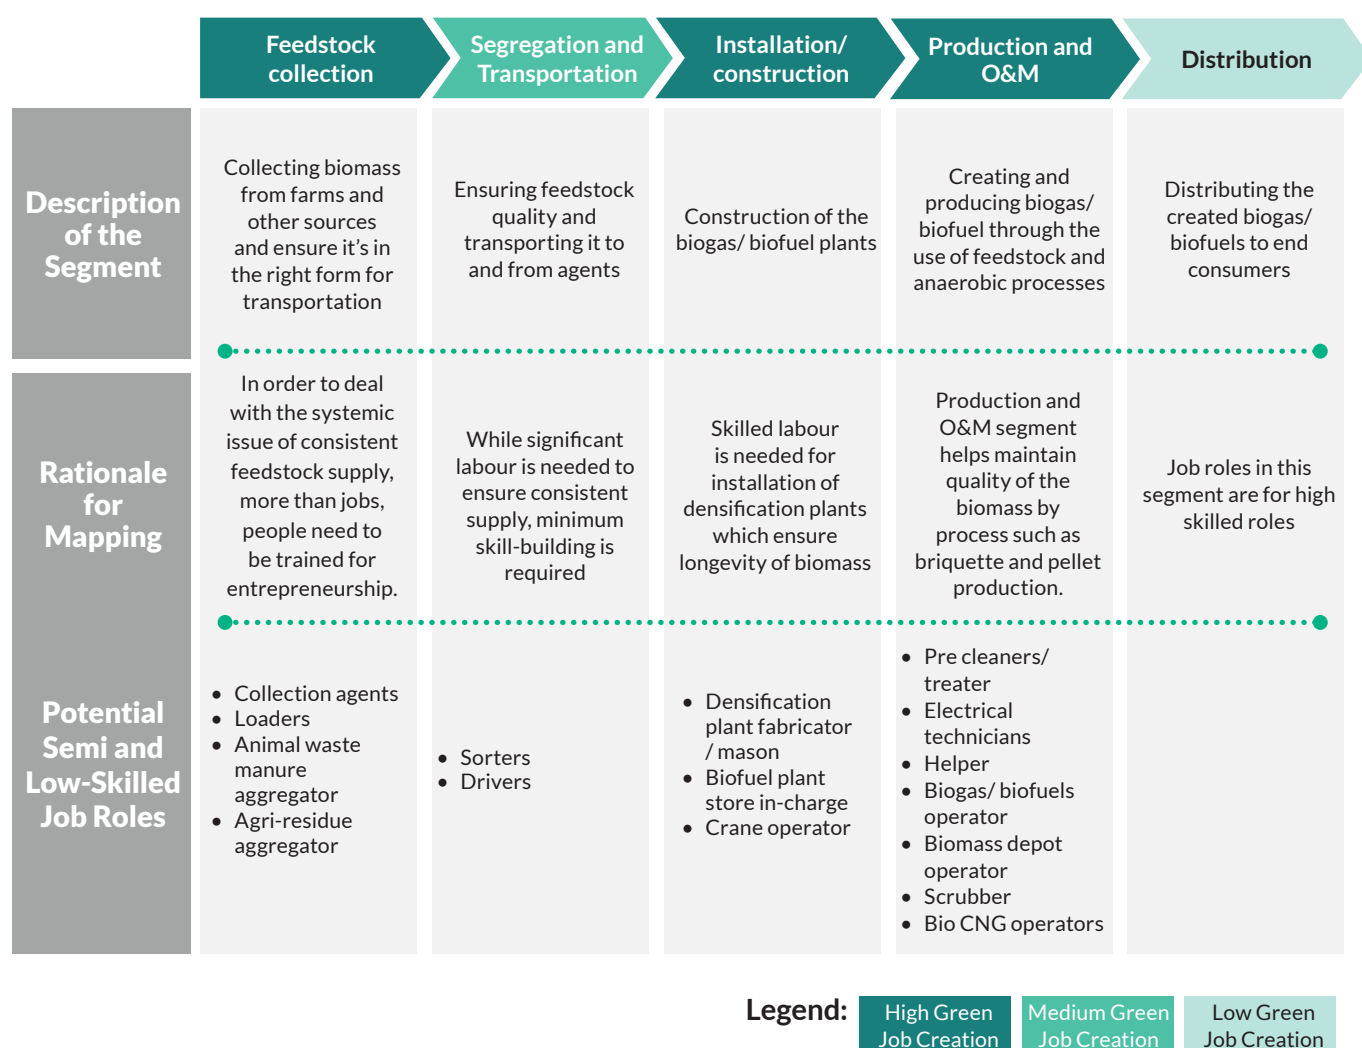 Feedstock
collection
Segregation and
Transportation
Installation/
construction
Production and
O&M
Distribution
Description
of the
Segment
Collecting biomass
from farms and
other sources
and ensure it's in
the right form for
transportation
Ensuring feedstock
quality and
transporting it to
and from agents
Construction of the
biogas/ biofuel plants
Creating and
producing biogas/
biofuel through the
use of feedstock and
anaerobic processes
Distributing the
created biogas/
biofuels to end
consumers
Rationale
for
Mapping
In order to deal
with the systemic
issue of consistent
feedstock supply,
more than jobs,
people need to
be trained for
entrepreneurship.
While significant
labour is needed to
ensure consistent
supply, minimum
skill-building is
required
Skilled labour
is needed for
installation of
densification plants
which ensure
longevity of biomass
Production and
O&M segment
helps maintain
quality of the
biomass by
process such as
briquette and pellet
production.
Job roles in this
segment are for high
skilled roles
Potential
Semi and
Low-Skilled
Job Roles
• Collection agents
• Loaders
• Animal waste
manure
aggregator
• Agri-residue
aggregator
• Sorters
• Drivers
• Densification
plant fabricator
/ mason
• Biofuel plant
store in-charge
• Crane operator
• Pre cleaners/
treater
• Electrical
technicians
• Helper
• Biogas/ biofuels
operator
• Biomass depot
operator
• Scrubber
• Bio CNG operators
Legend:
High Green
Job Creation
Medium Green
Job Creation
Low Green
Job Creation